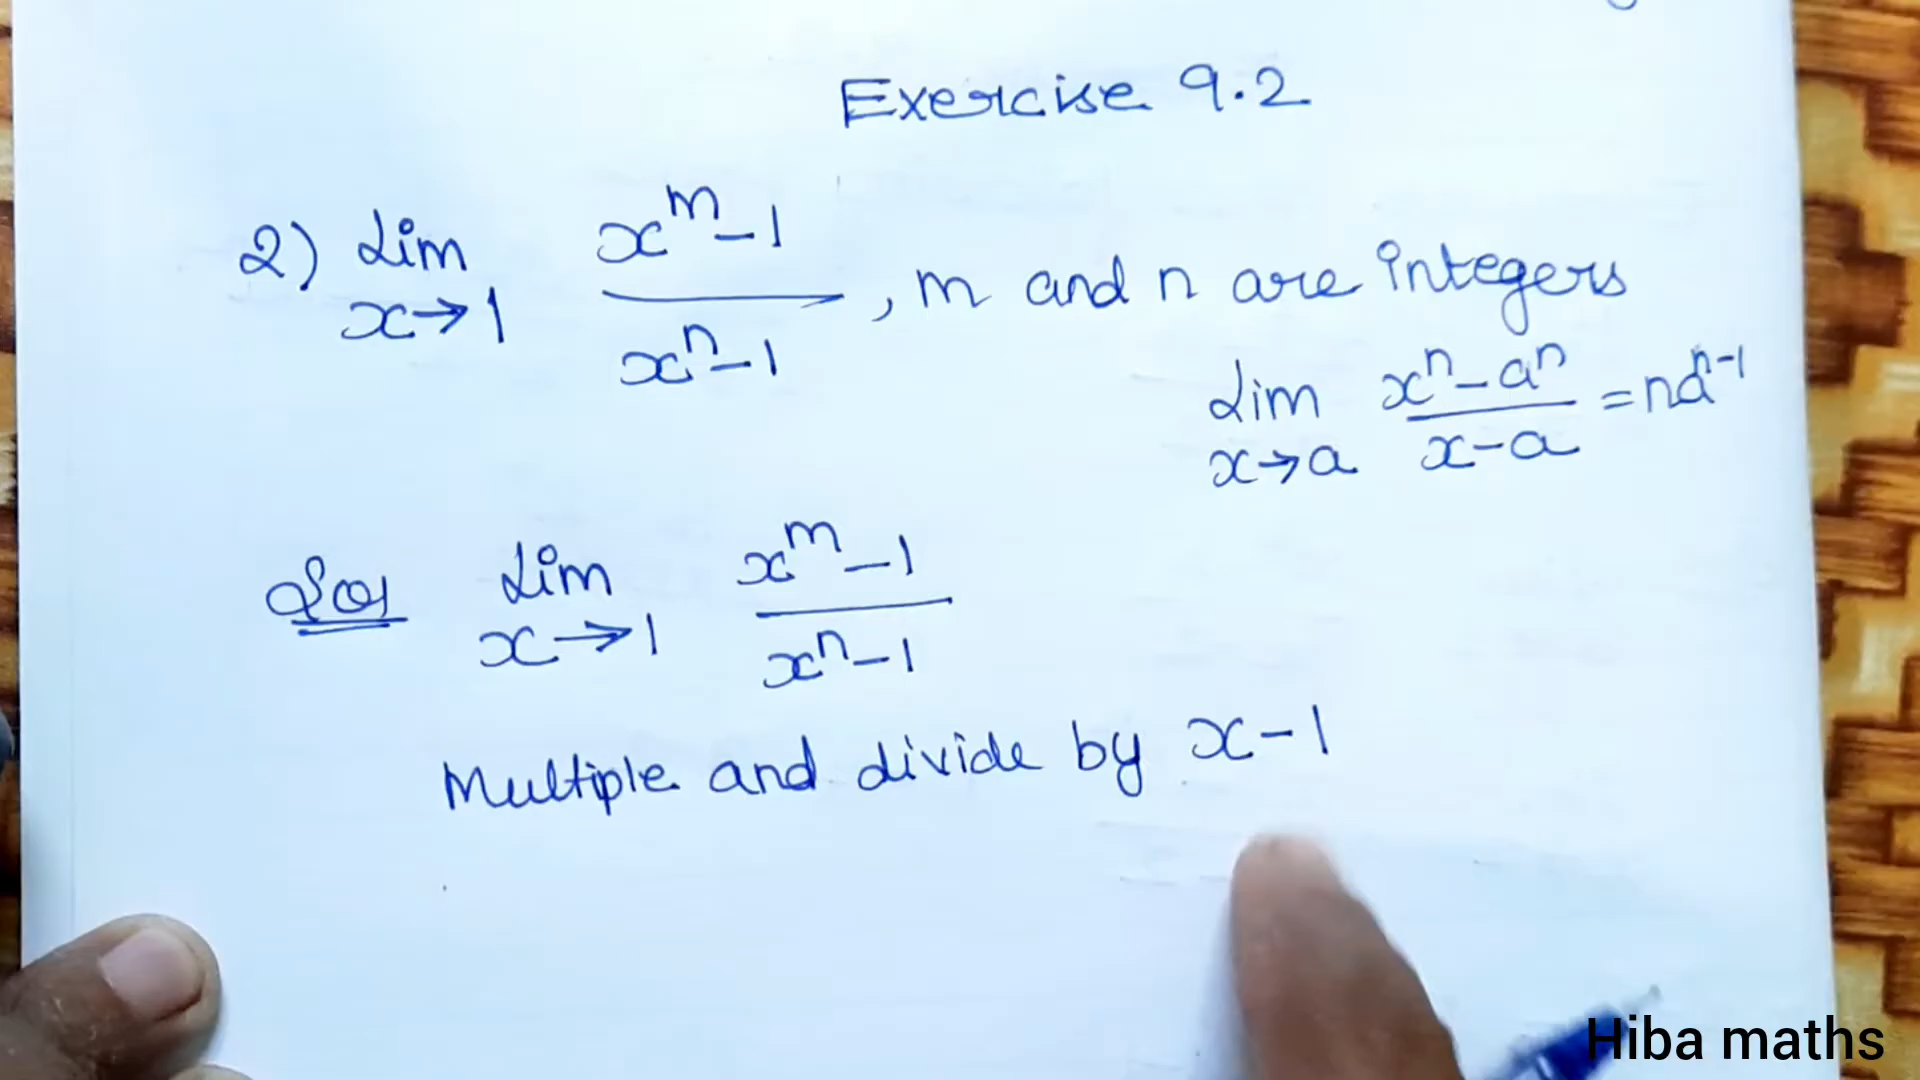 Exercise 9.2
2) Lim x→1 x^m-1 / x^n-1 , m and n are integers
Lim x→a x^n-a^n / x-a = na^n-1
Sol Lim x→1 x^m-1 / x^n-1
Multiple and divide by x-1
Hiba maths